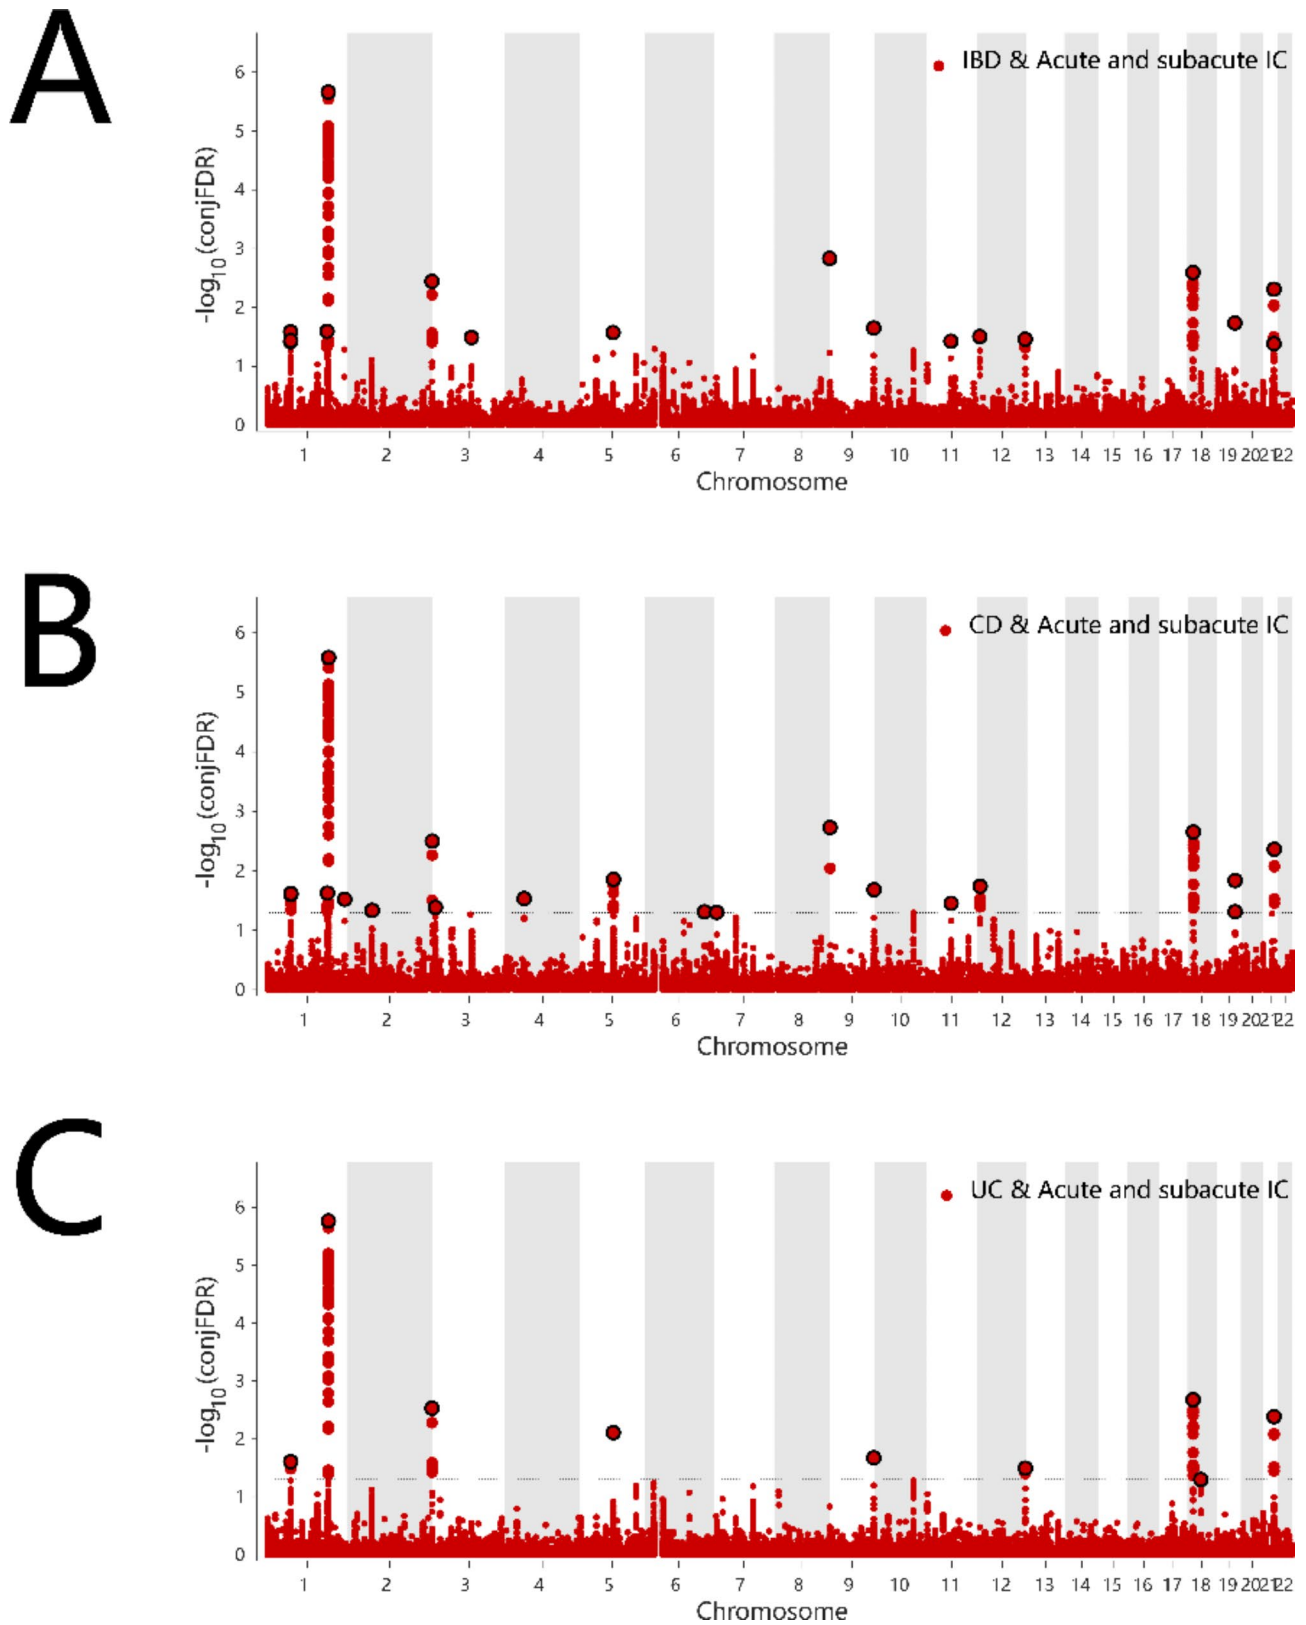 A
IBD & Acute and subacute IC
-log10(conjFDR)
6
5
4
3
2
1
0
1 2 3 4 5 6 7 8 9 10 11 12 13 14 15 16 17 18 19 20 21 22
Chromosome
B
CD & Acute and subacute IC
-log10(conjFDR)
6
5
4
3
2
1
0
1 2 3 4 5 6 7 8 9 10 11 12 13 14 15 16 17 18 19 20 21 22
Chromosome
C
UC & Acute and subacute IC
-log10(conjFDR)
6
5
4
3
2
1
0
1 2 3 4 5 6 7 8 9 10 11 12 13 14 15 16 17 18 19 20 21 22
Chromosome